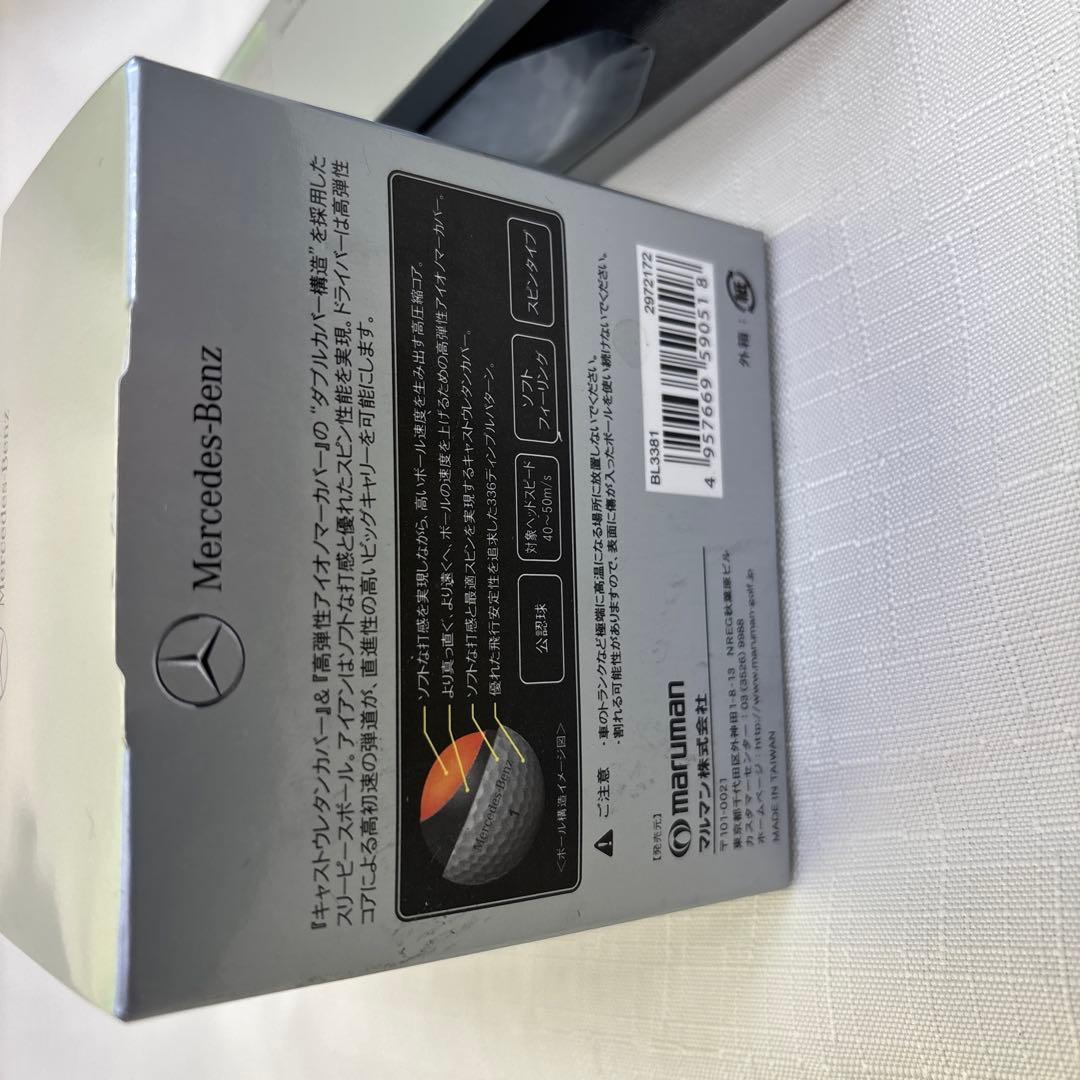 Mercedes-Benz
Mercedes-Benz
『キャストウレタンカバー』&『高弾性アイオノマーカバー』の“ダブルカバー構造”を採用した
スリーピースボール。アイアンはソフトな打感と優れたスピン性能を実現。ドライバーは高弾性
コアによる高初速の弾道が、直進性の高いビッグキャリーを可能にします。
ソフトな打感を実現しながら、高いボール速度を生み出す高圧縮コア。
より真っ直ぐ、より遠くへ、ボールの速度を上げるための高弾性アイオノマーカバー。
ソフトな打感と最適スピンを実現するキャストウレタンカバー。
優れた飛行安定性を追求した336ディンプルパターン。
Mercedes-Benz
1
<ボール構造イメージ図>
公認球
対象ヘッドスピード
40～50m/s
ソフト
フィーリング
スピンタイプ
ご注意
・車のトランクなど極端に高温になる場所に放置しないでください。
・割れる可能性がありますので、表面に傷が入ったボールを使い続けないでください。
【発売元】
maruman
マルマン株式会社
〒101-0021
東京都千代田区外神田1-8-13 NREG秋葉原ビル
カスタマーセンター:03(3526)9988
ホームページ:http://www.maruman-golf.jp
MADE IN TAIWAN
BL3381 2972172
4 957669 590518
外箱: